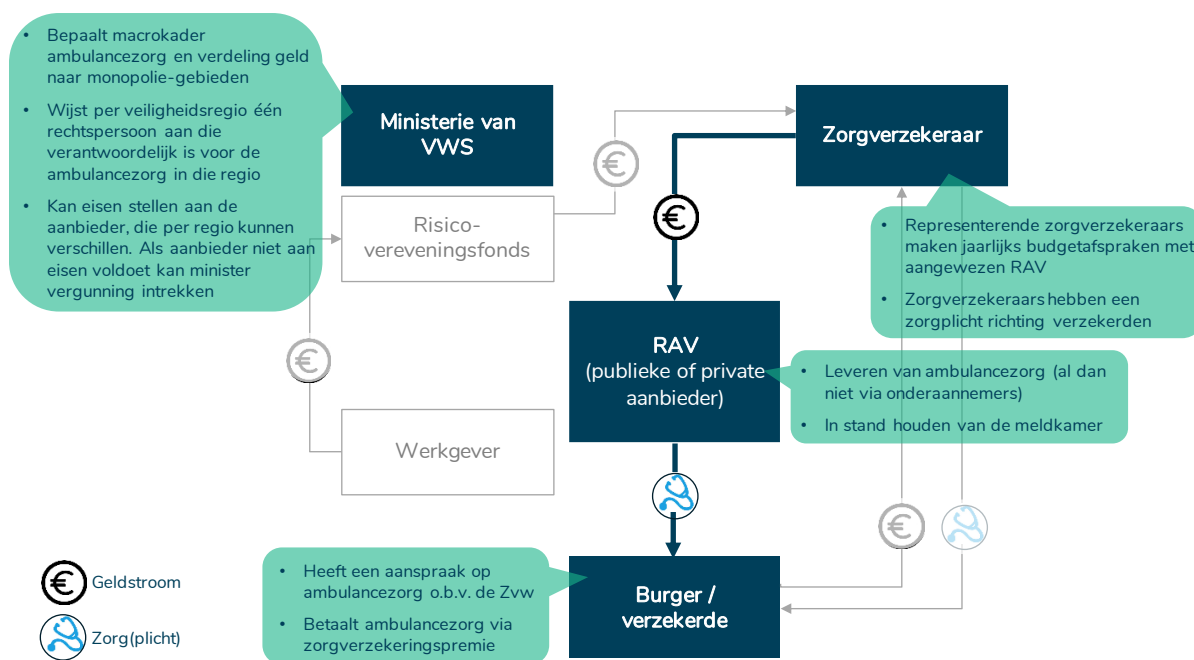 • Bepaalt macrokader
ambulancezorg en verdeling geld
naar monopolie-gebieden
• Wijst per veiligheidsregio één
rechtspersoon aan die
verantwoordelijk is voor de
ambulancezorg in die regio
• Kan eisen stellen aan de
aanbieder, die per regio kunnen
verschillen. Als aanbieder niet aan
eisen voldoet kan minister
vergunning intrekken
Ministerie van
VWS
Zorgverzekeraar
Risico-
vereveningsfonds
• Representerende zorgverzekeraars
maken jaarlijks budgetafspraken met
aangewezen RAV
• Zorgverzekeraars hebben een
zorgplicht richting verzekerden
RAV
(publieke of private
aanbieder)
• Leveren van ambulancezorg (al dan
niet via onderaannemers)
• In stand houden van de meldkamer
Werkgever
• Heeft een aanspraak op
ambulancezorg o.b.v. de Zvw
• Betaalt ambulancezorg via
zorgverzekeringspremie
Burger /
verzekerde
Geldstroom
Zorg(plicht)